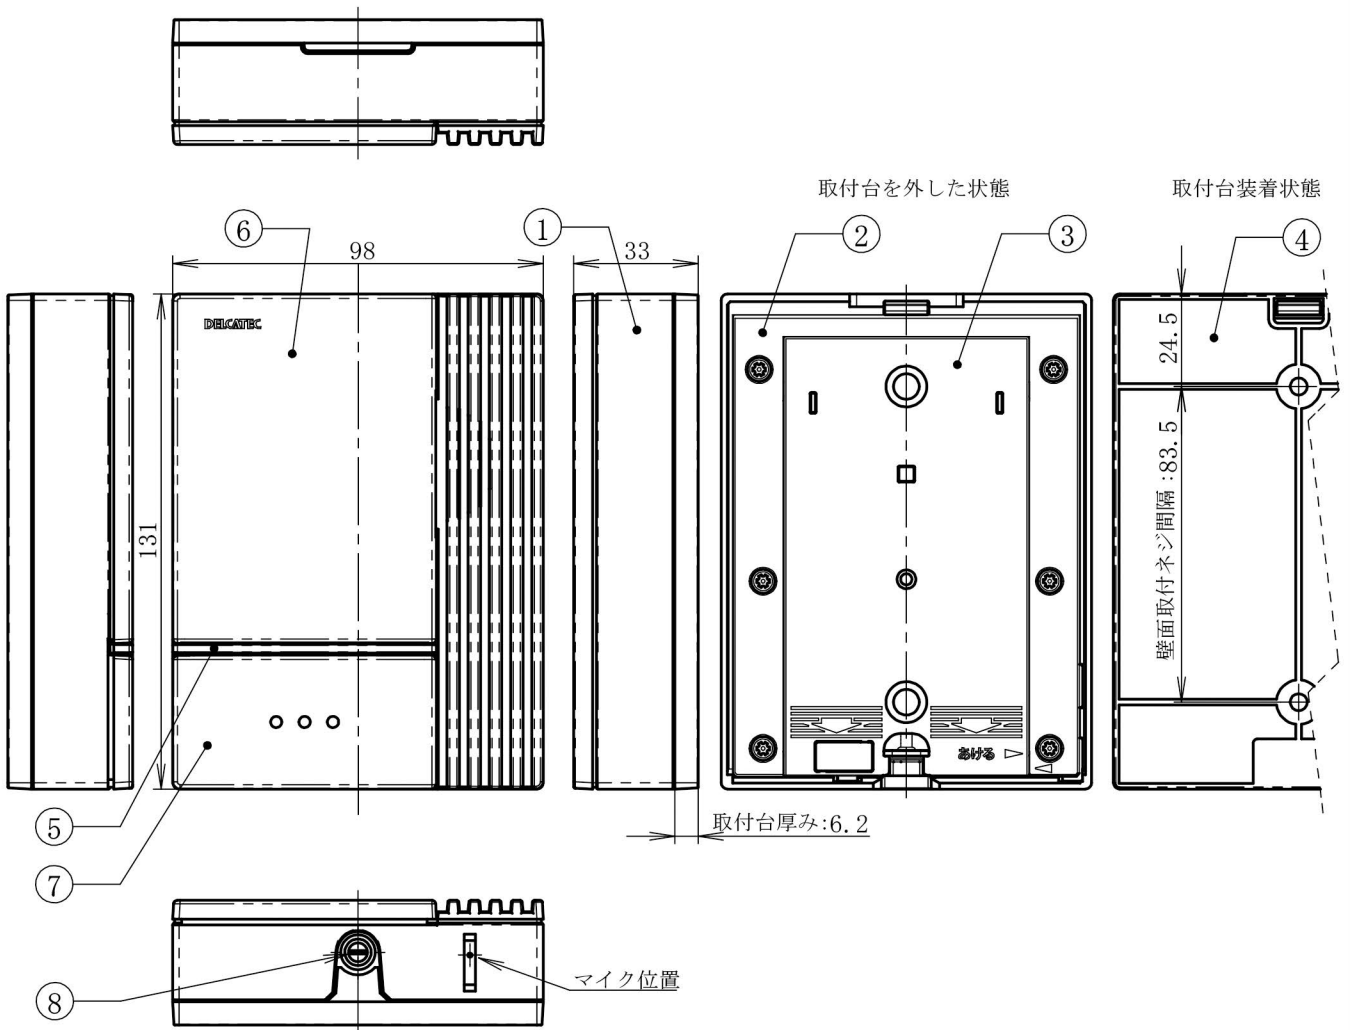 取付台を外した状態
取付台装着状態
⑥
①
②
③
④
98
33
DELCATEC
24.5
131
壁面取付ネジ間隔:83.5
あける
⑤
取付台厚み:6.2
⑦
⑧
マイク位置